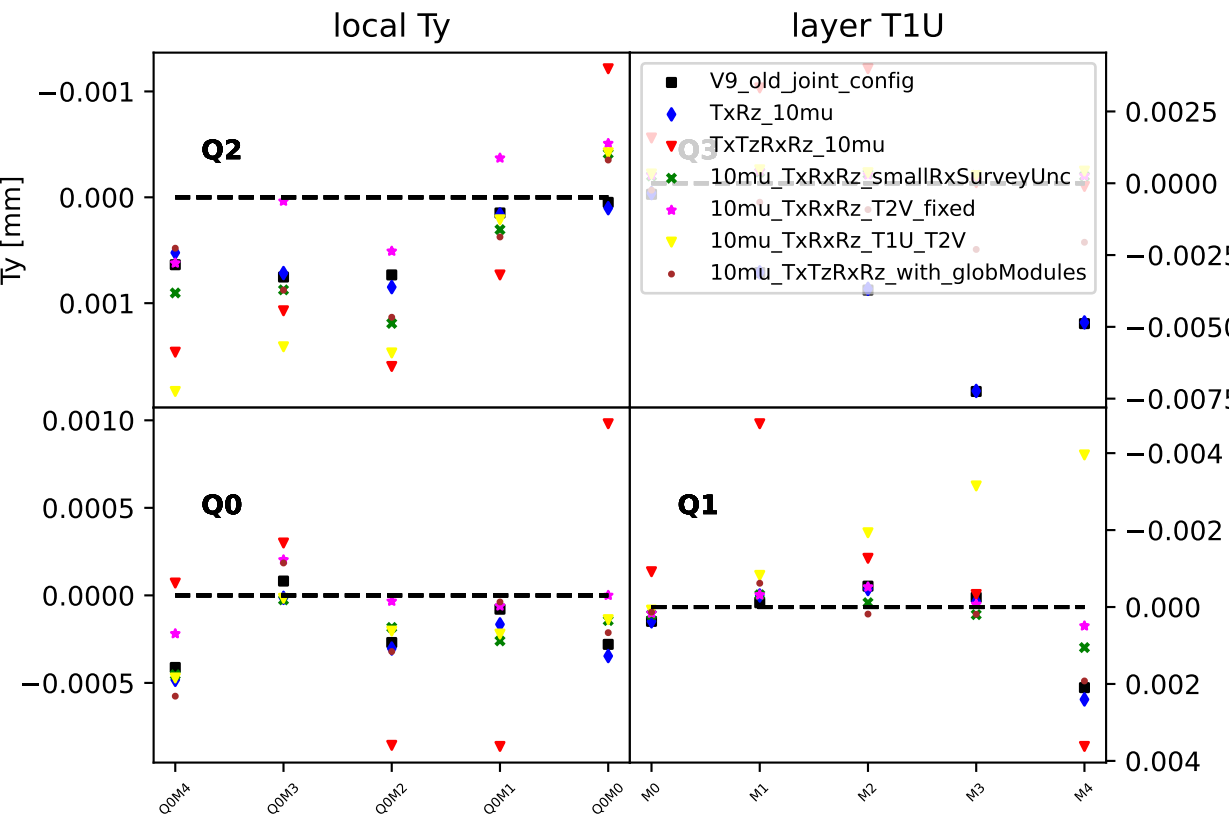 local Ty
layer T1U
Ty [mm]
−0.001
0.000
0.001
Q2
V9_old_joint_config
TxRz_10mu
TxTzRxRz_10mu
10mu_TxRxRz_smallRxSurveyUnc
10mu_TxRxRz_T2V_fixed
10mu_TxRxRz_T1U_T2V
10mu_TxTzRxRz_with_globModules
Q3
0.0025
0.0000
−0.0025
−0.0050
−0.0075
0.0010
0.0005
0.0000
−0.0005
Q0
Q1
−0.004
−0.002
0.000
0.002
0.004
Q0M4
Q0M3
Q0M2
Q0M1
Q0M0
M0
M1
M2
M3
M4